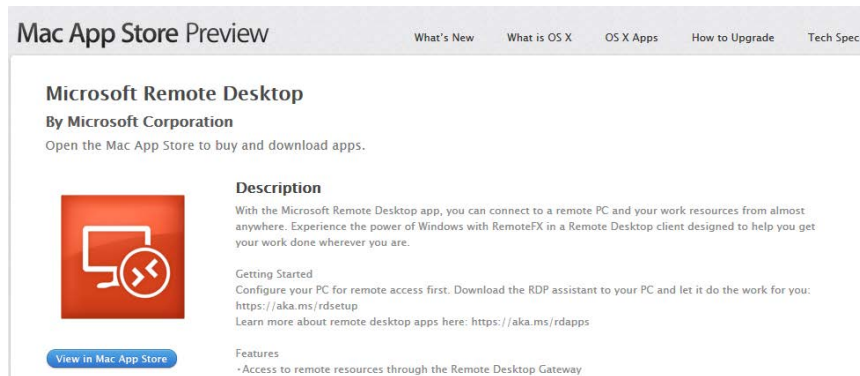 Mac App Store Preview
What's New What is OS X OS X Apps How to Upgrade Tech Spec
Microsoft Remote Desktop
By Microsoft Corporation
Open the Mac App Store to buy and download apps.
Description
With the Microsoft Remote Desktop app, you can connect to a remote PC and your work resources from almost
anywhere. Experience the power of Windows with RemoteFX in a Remote Desktop client designed to help you get
your work done wherever you are.
Getting Started
Configure your PC for remote access first. Download the RDP assistant to your PC and let it do the work for you:
https://aka.ms/rdsetup
Learn more about remote desktop apps here: https://aka.ms/rdapps
View in Mac App Store
Features
•Access to remote resources through the Remote Desktop Gateway